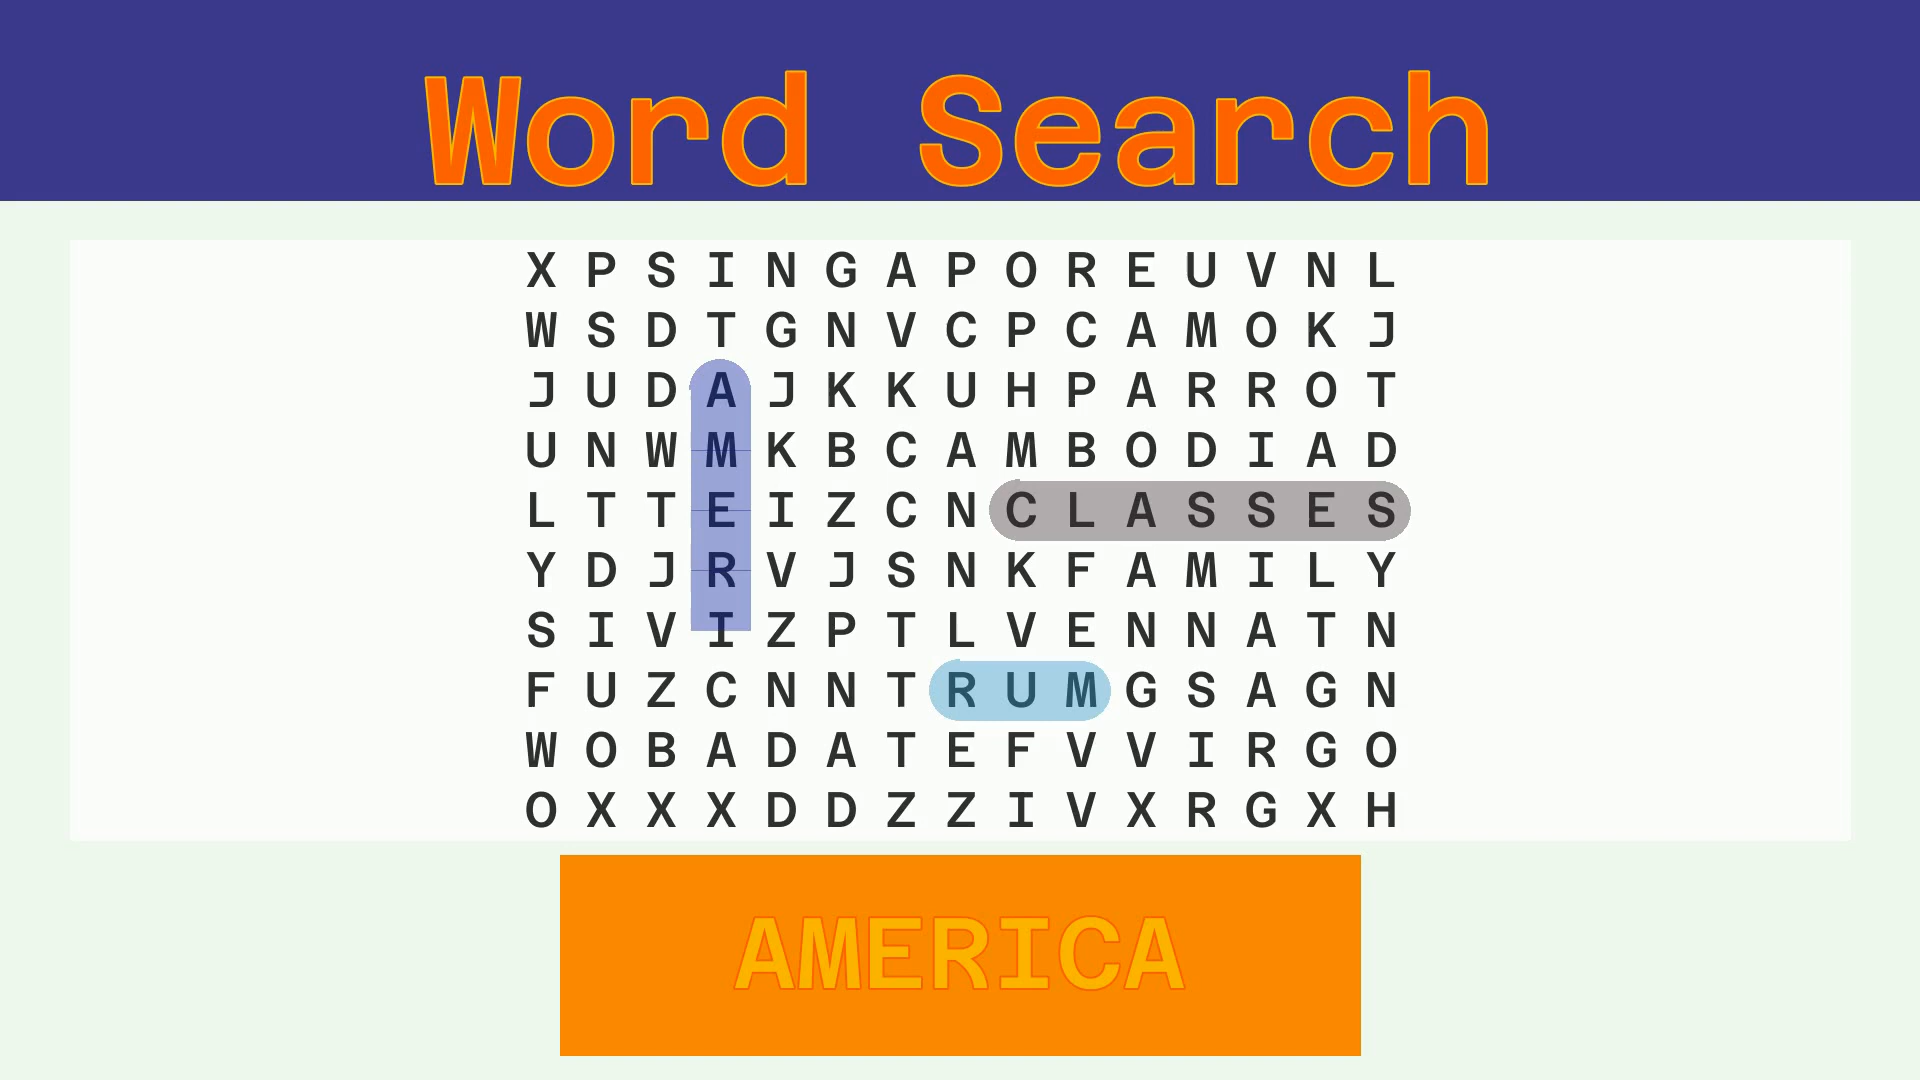 Word Search
X P S I N G A P O R E U V N L
W S D T G N V C P C A M O K J
J U D A J K K U H P A R R O T
U N W M K B C A M B O D I A D
L T T E I Z C N C L A S S E S
Y D J R V J S N K F A M I L Y
S I V I Z P T L V E N N A T N
F U Z C N N T R U M G S A G N
W O B A D A T E F V V I R G O
O X X X D D Z Z I V X R G X H
AMERICA